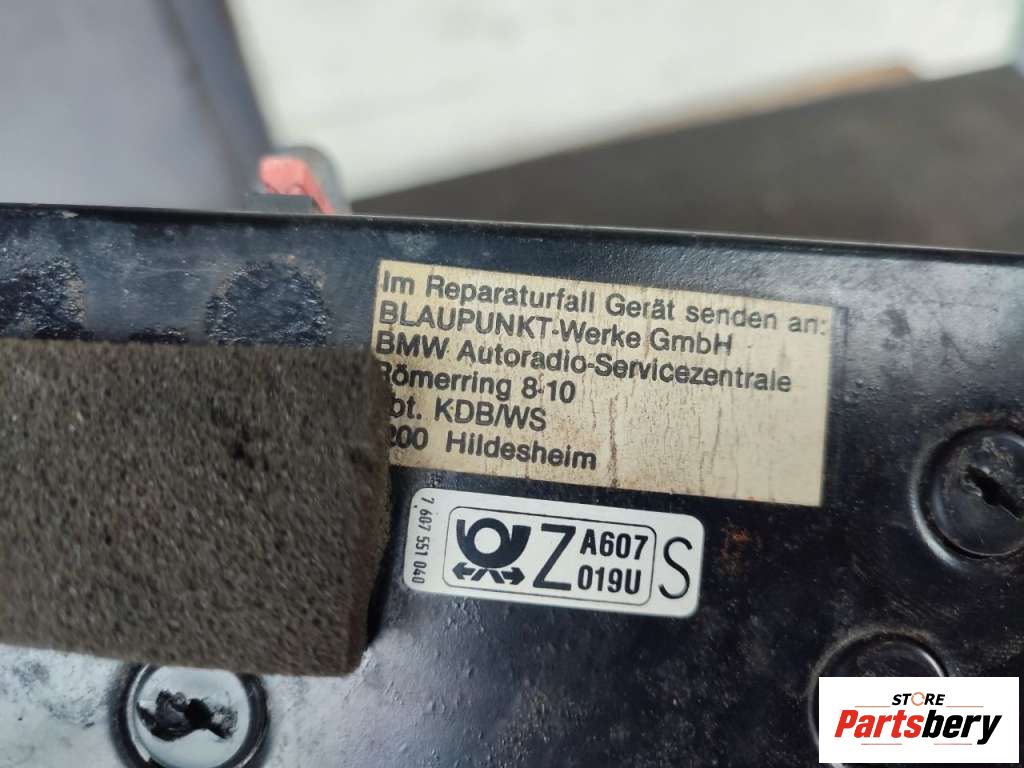 Im Reparaturfall Gerät senden an:
BLAUPUNKT-Werke GmbH
BMW Autoradio-Servicezentrale
Römerring 8-10
KDB/WS
Hildesheim
7 607 551 040
Z A607 S
019U
STORE
Partsbery